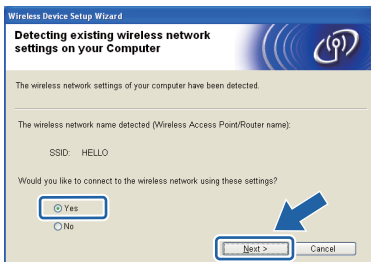 Wireless Device Setup Wizard
Detecting existing wireless network
settings on your Computer
The wireless network settings of your computer have been detected.
The wireless network name detected (Wireless Access Point/Router name):
SSID: HELLO
Would you like to connect to the wireless network using these settings?
Yes
No
Next > Cancel